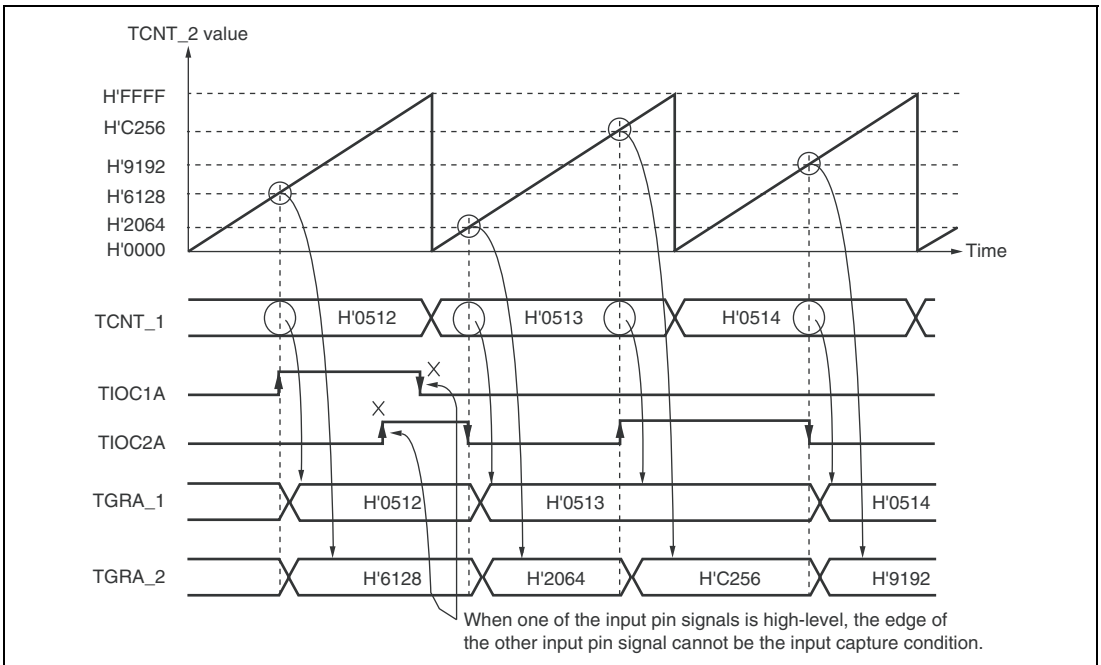 TCNT_2 value
H'FFFF
H'C256
H'9192
H'6128
H'2064
H'0000
Time
TCNT_1 H'0512 H'0513 H'0514
TIOC1A X
X
TIOC2A
TGRA_1 H'0512 H'0513 H'0514
TGRA_2 H'6128 H'2064 H'C256 H'9192
When one of the input pin signals is high-level, the edge of
the other input pin signal cannot be the input capture condition.